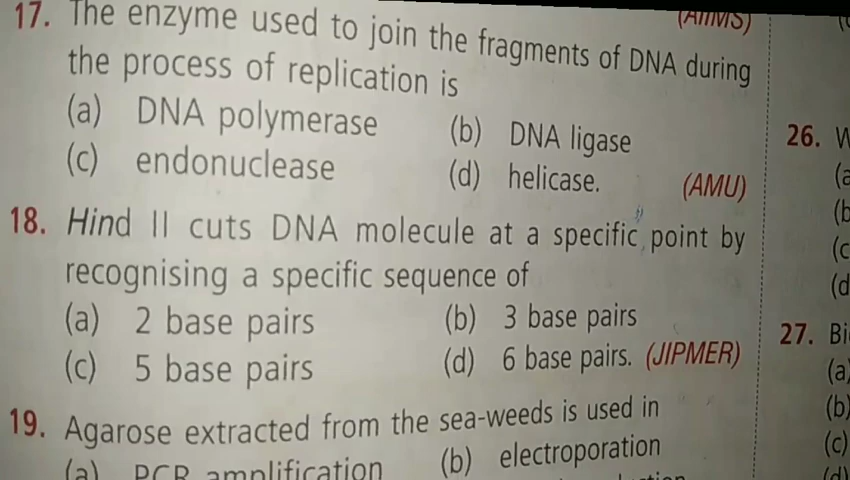 (AIIMS)
17. The enzyme used to join the fragments of DNA during
the process of replication is
(a) DNA polymerase (b) DNA ligase
(c) endonuclease (d) helicase. (AMU)
18. Hind II cuts DNA molecule at a specific point by
recognising a specific sequence of
(a) 2 base pairs (b) 3 base pairs
(c) 5 base pairs (d) 6 base pairs. (JIPMER)
19. Agarose extracted from the sea-weeds is used in
(a) PCR amplification (b) electroporation
26.
(a
(b
(c
(d
27. Bi
(a)
(b)
(c)
(d)